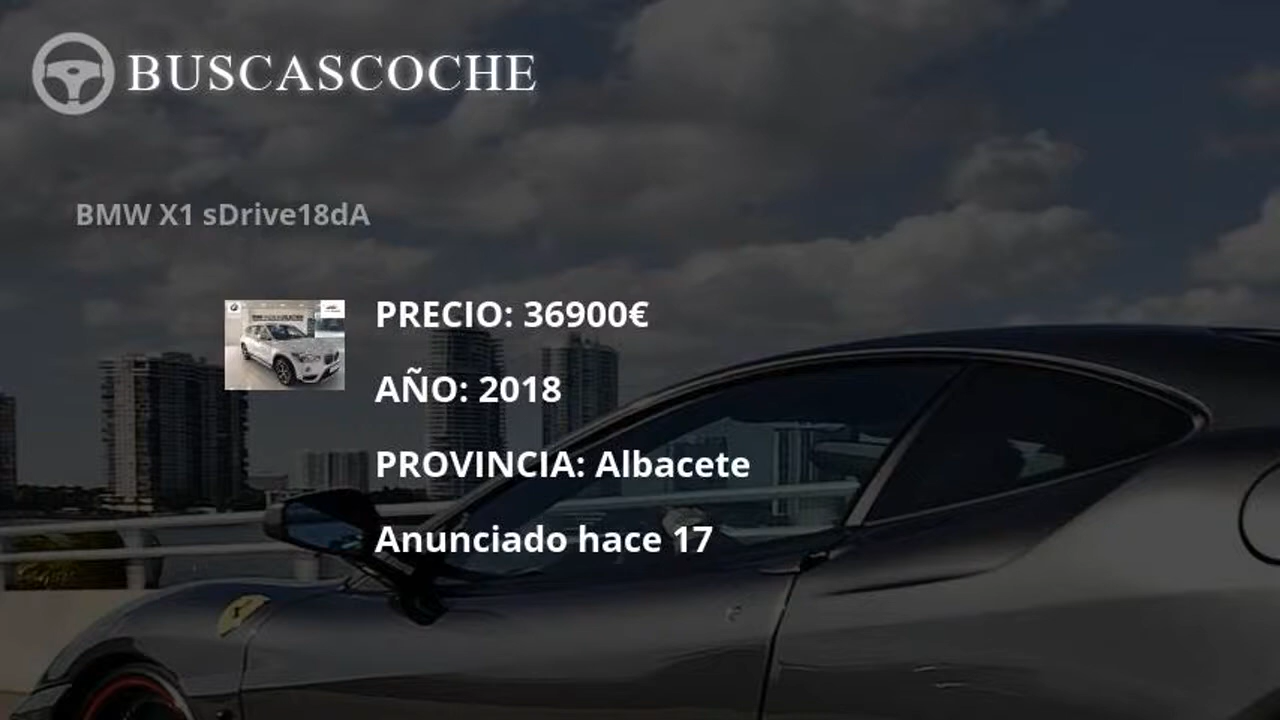 BUSCASCOCHE
BMW X1 sDrive18dA
PRECIO: 36900€
AÑO: 2018
PROVINCIA: Albacete
Anunciado hace 17